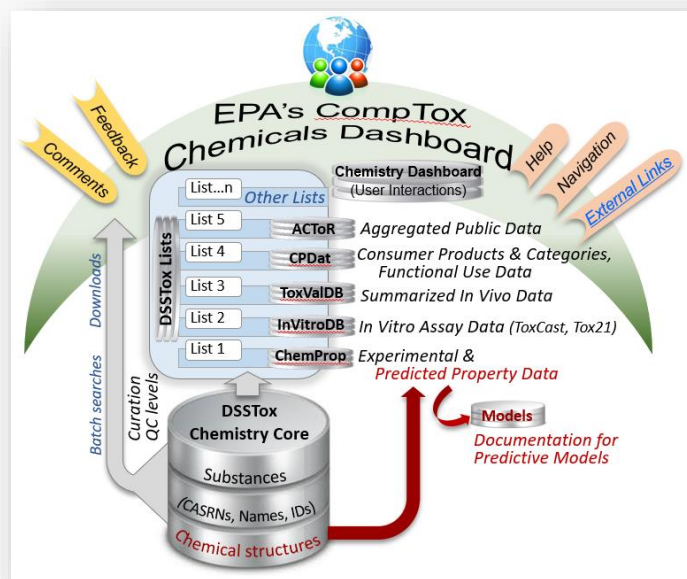 EPA's CompTox
Chemicals Dashboard
Comments
Feedback
Help
Navigation
External Links
Chemistry Dashboard
(User Interactions)
List...n
Other Lists
DSSTox Lists
List 5
ACToR
Aggregated Public Data
List 4
CPDat
Consumer Products & Categories,
Functional Use Data
List 3
ToxValDB
Summarized In Vivo Data
List 2
InVitroDB
In Vitro Assay Data (ToxCast, Tox21)
List 1
ChemProp
Experimental &
Predicted Property Data
Batch searches
Downloads
Curation
QC levels
Models
Documentation for
Predictive Models
DSSTox
Chemistry Core
Substances
(CASRNs, Names, IDs)
Chemical structures